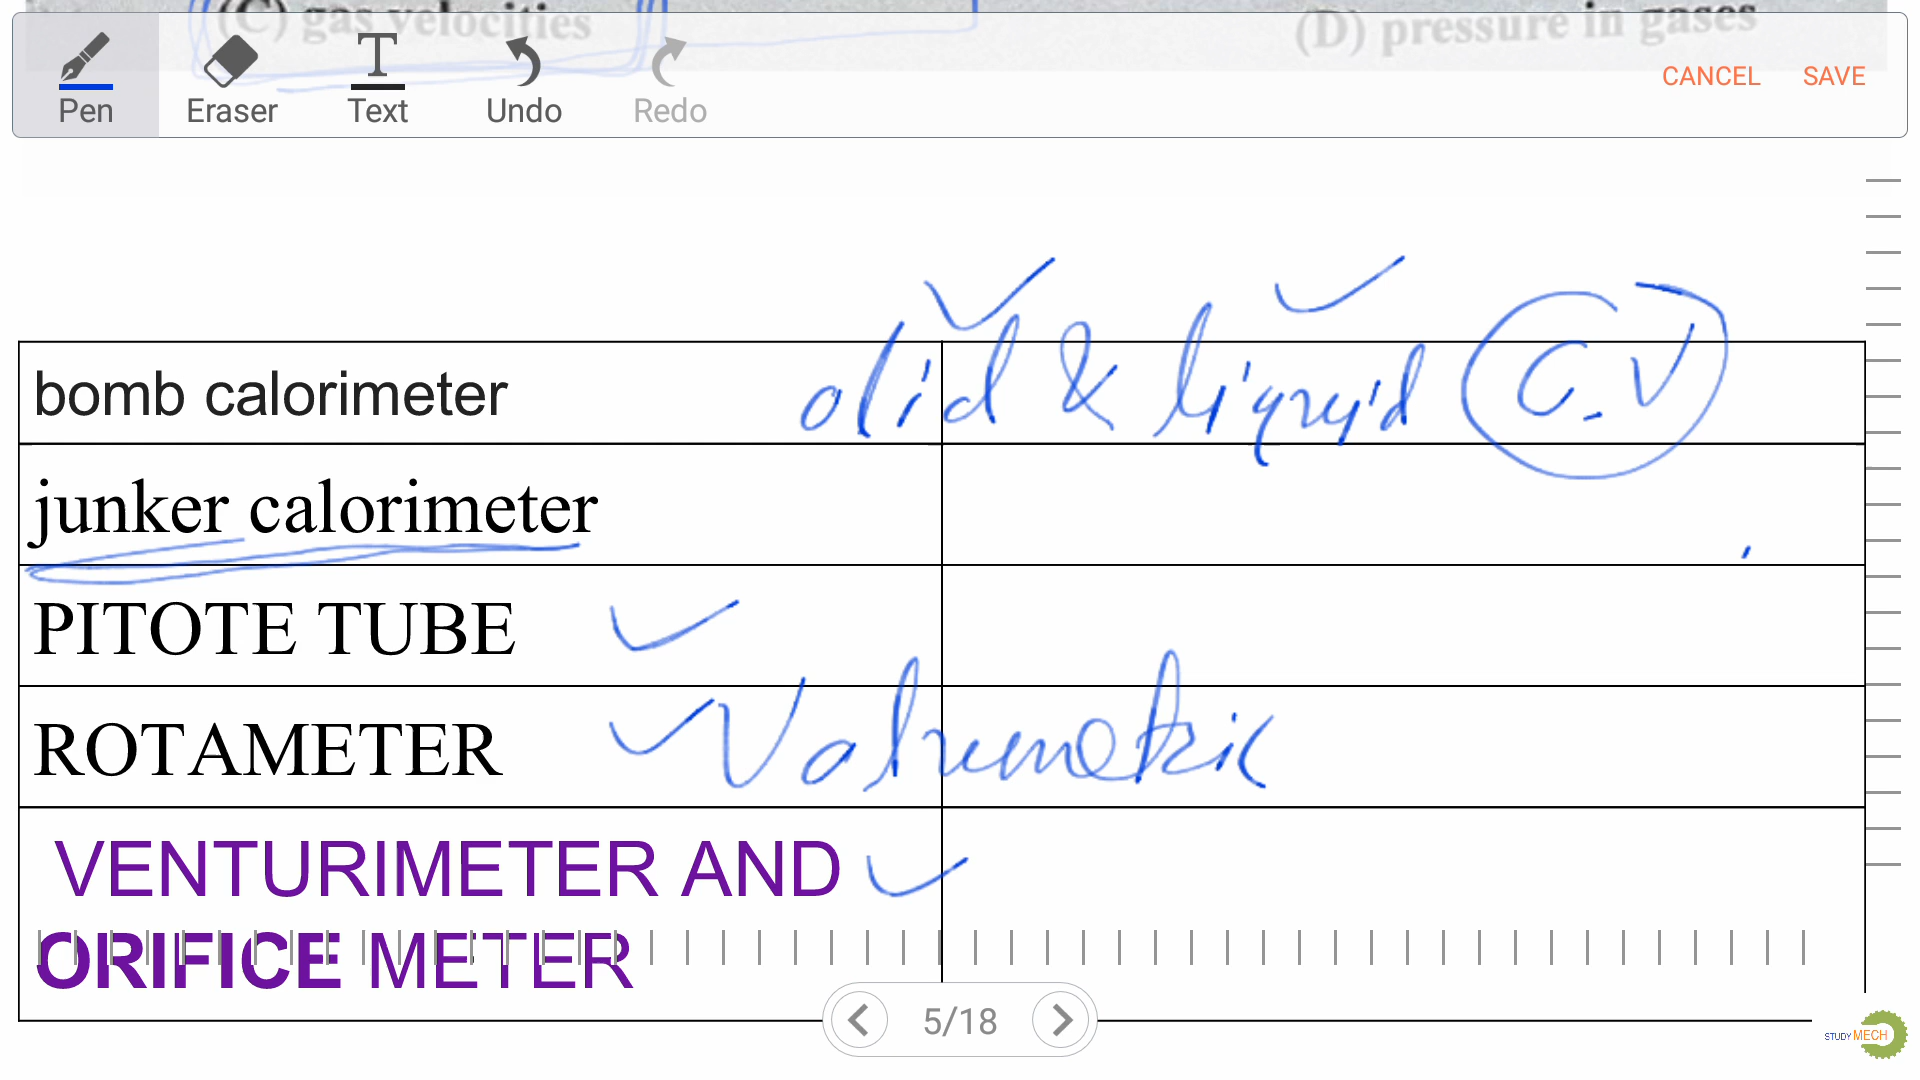 (C) gas velocities (D) pressure in gases
Pen Eraser Text Undo Redo CANCEL SAVE
bomb calorimeter olid & liquid C.V
junker calorimeter
PITOTE TUBE
ROTAMETER Volumetric
VENTURIMETER AND
ORIFICE METER
5/18
STUDY MECH